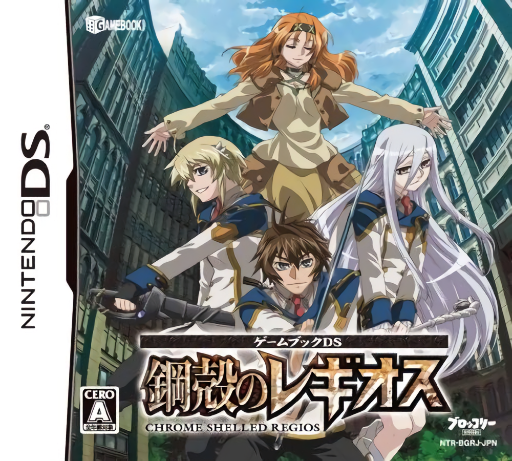 GAMEBOOK
NINTENDO DS®
ゲームブックDS
鋼殻のレギオス
CHROME SHELLED REGIOS
CERO
A
ブロッコリー
NTR-BGRJ-JPN